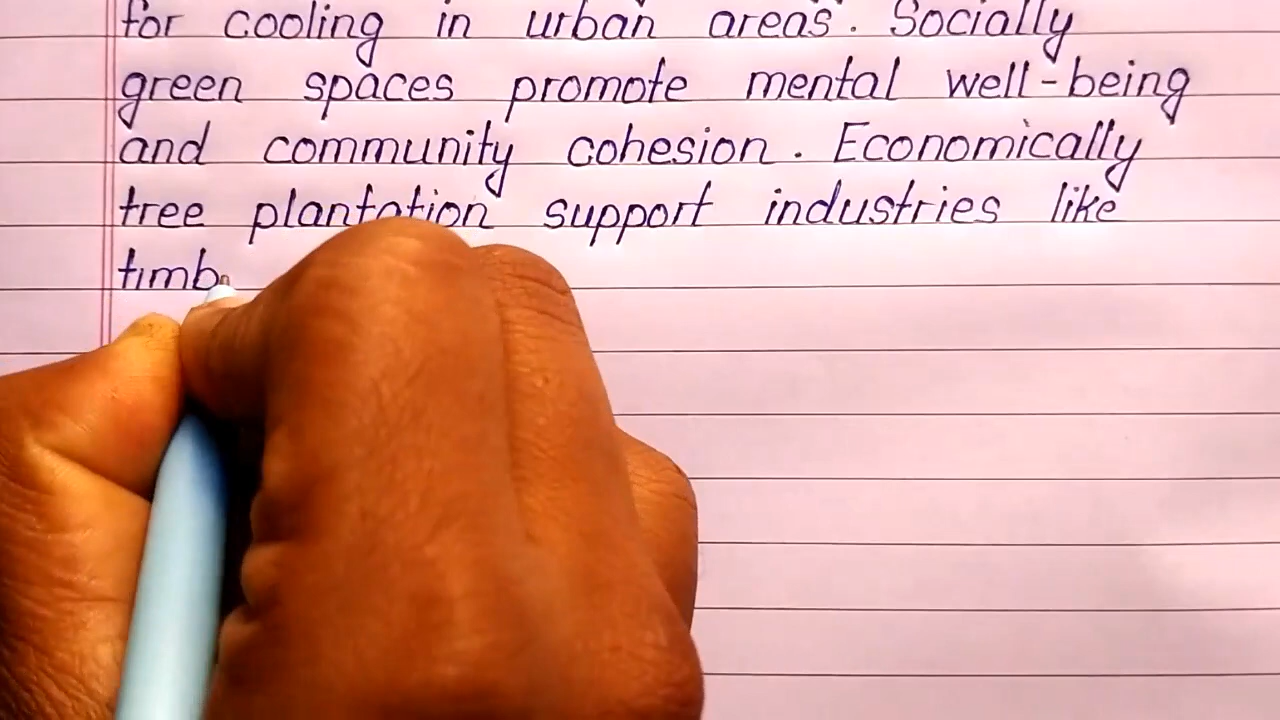 for cooling in urban areas. Socially
green spaces promote mental well-being
and community cohesion. Economically
tree plantation support industries like
timb